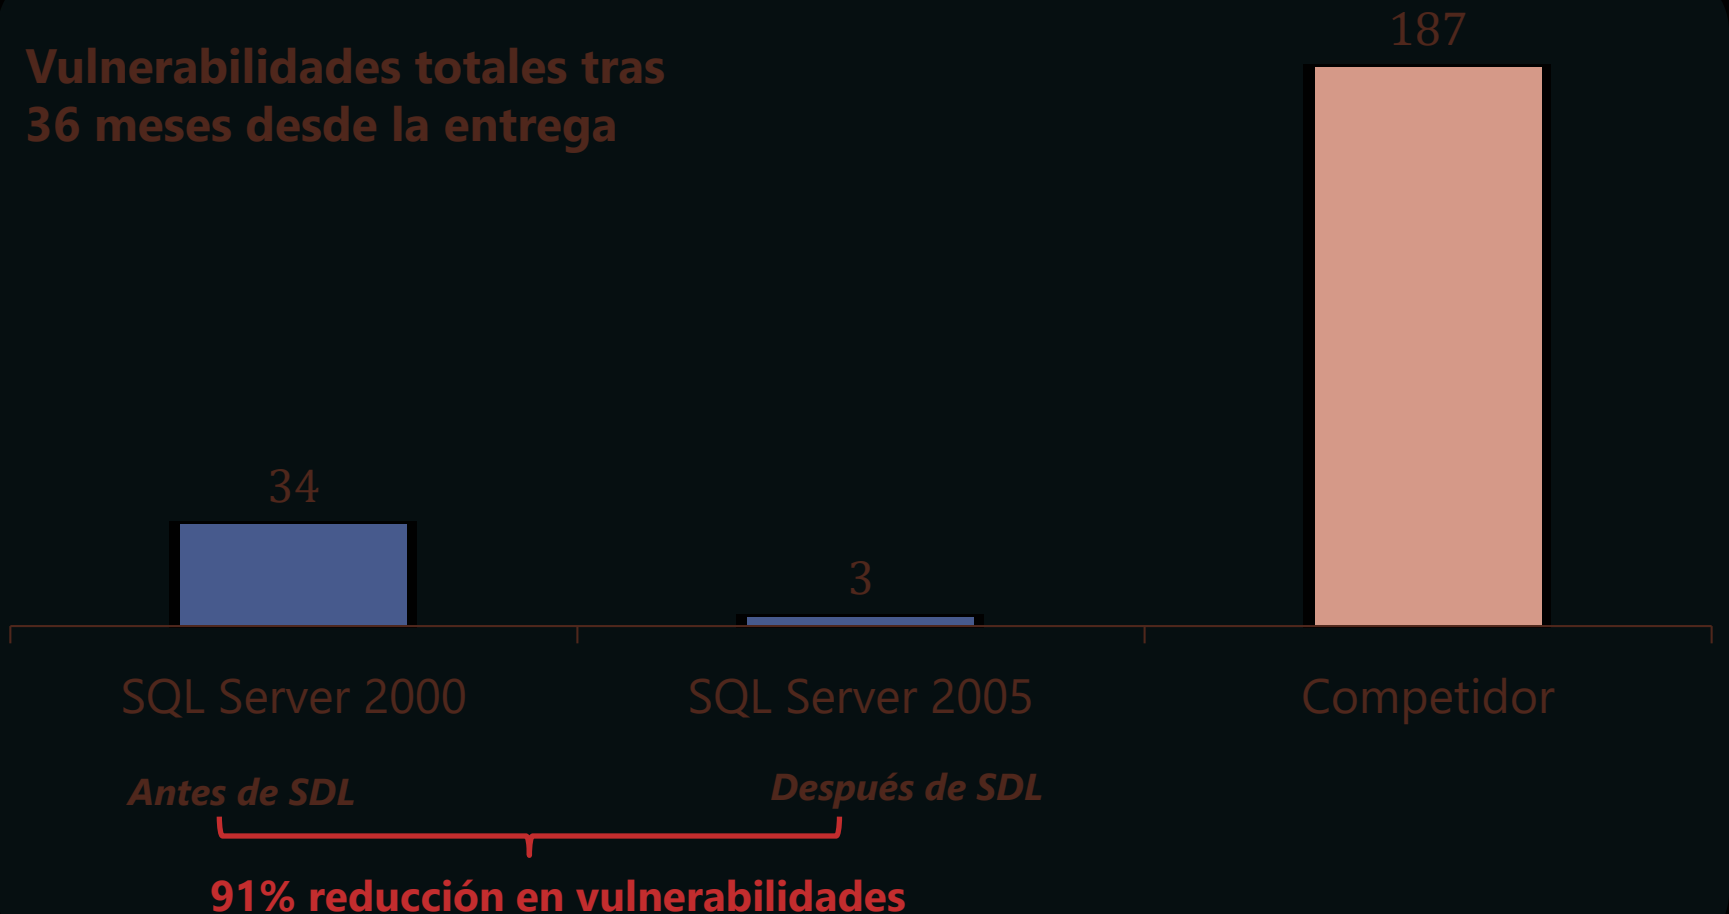 Vulnerabilidades totales tras
36 meses desde la entrega
187
34
3
SQL Server 2000
SQL Server 2005
Competidor
Antes de SDL
Después de SDL
91% reducción en vulnerabilidades